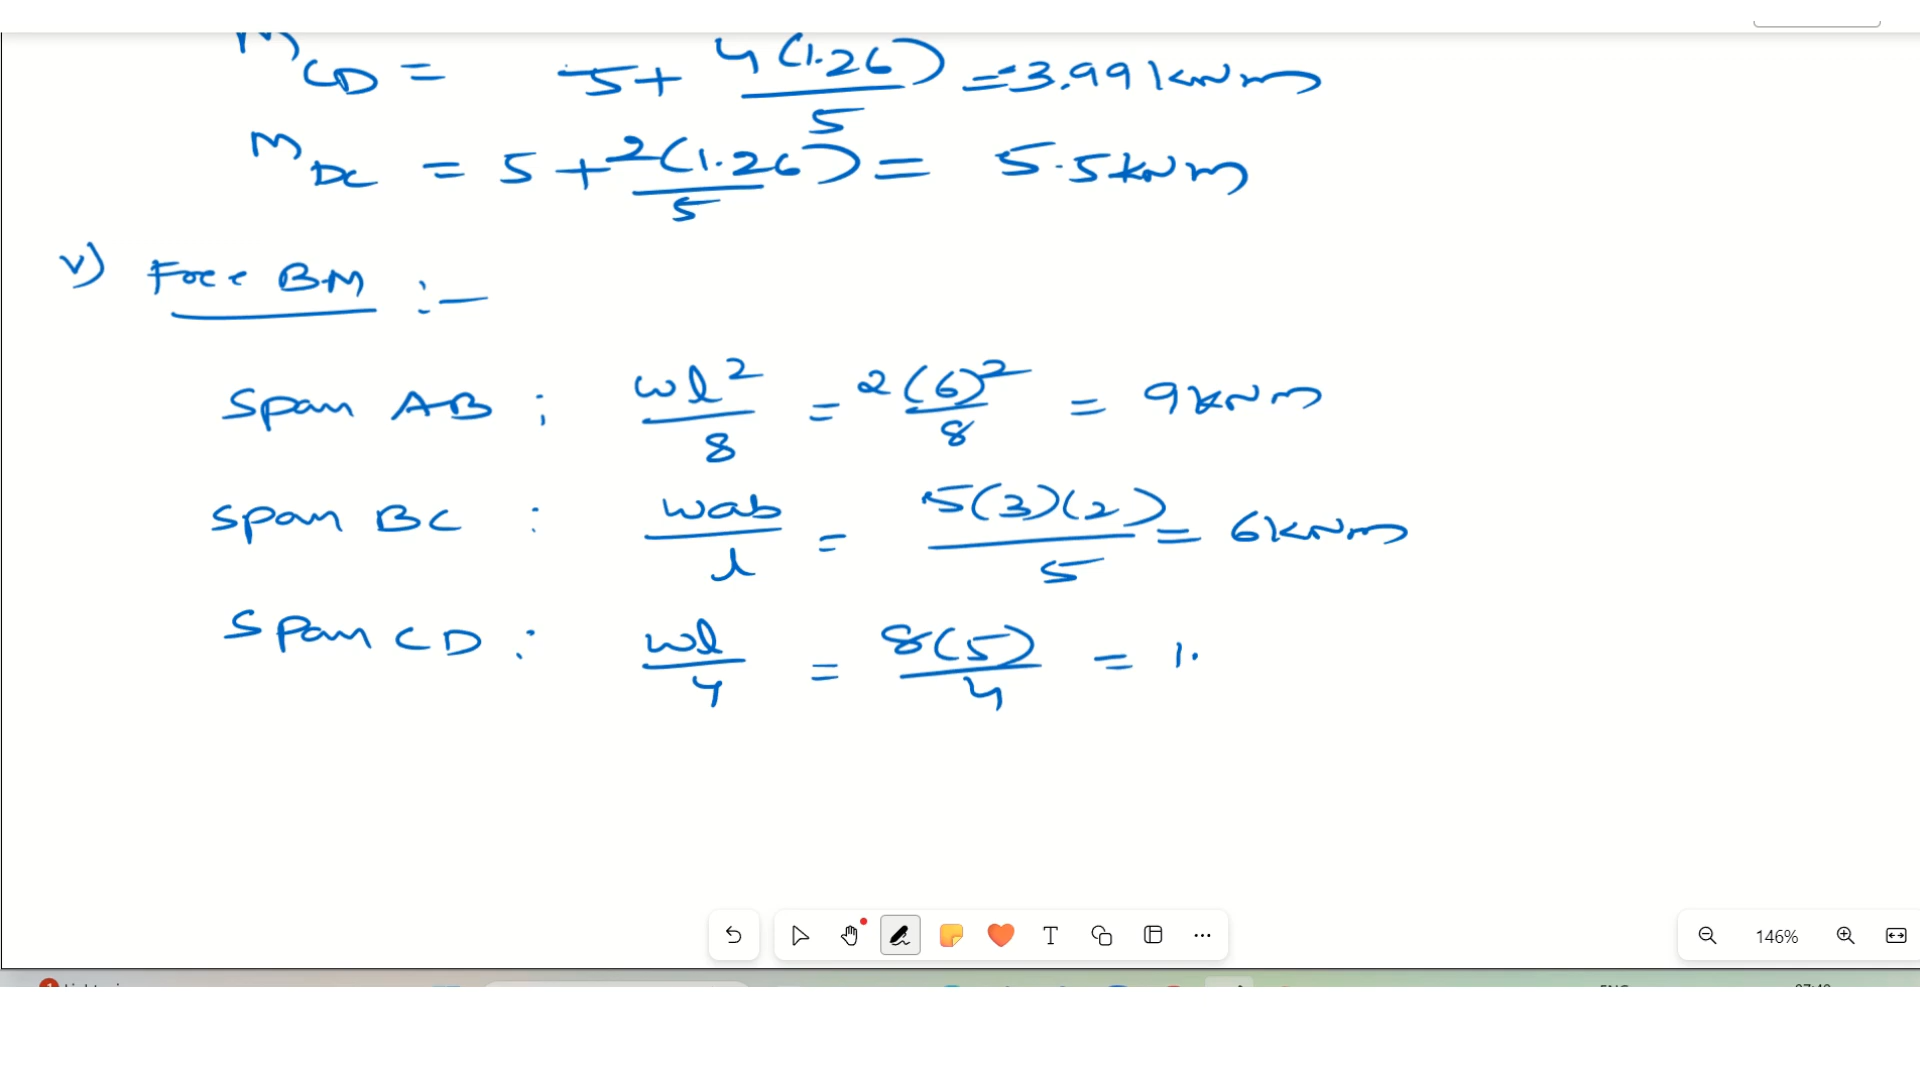 M_CD = -5 + 4(1.26)/5 = -3.99 kNm
M_DC = 5 + 2(1.26)/5 = 5.5 kNm
v) Free BM :-
Span AB ; wl²/8 = 2(6)²/8 = 9 kNm
Span BC : wab/l = 5(3)(2)/5 = 6 kNm
Span CD : wl/4 = 8(5)/4 = 1.
146%